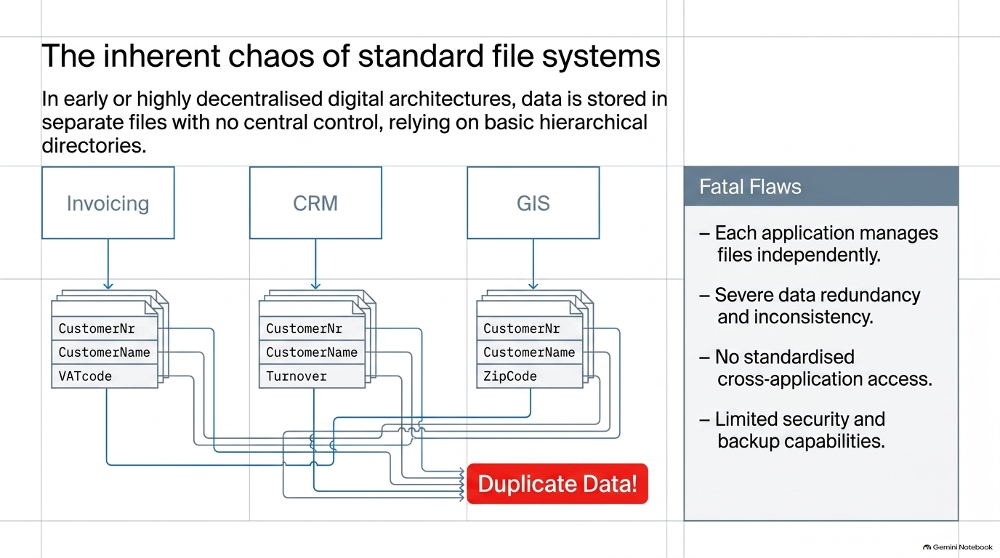 The inherent chaos of standard file systems
In early or highly decentralised digital architectures, data is stored in
separate files with no central control, relying on basic hierarchical
directories.
Invoicing
CRM
GIS
CustomerNr
CustomerName
VATcode
CustomerNr
CustomerName
Turnover
CustomerNr
CustomerName
ZipCode
Duplicate Data!
Fatal Flaws
– Each application manages
files independently.
– Severe data redundancy
and inconsistency.
– No standardised
cross-application access.
– Limited security and
backup capabilities.
Gemini Notebook